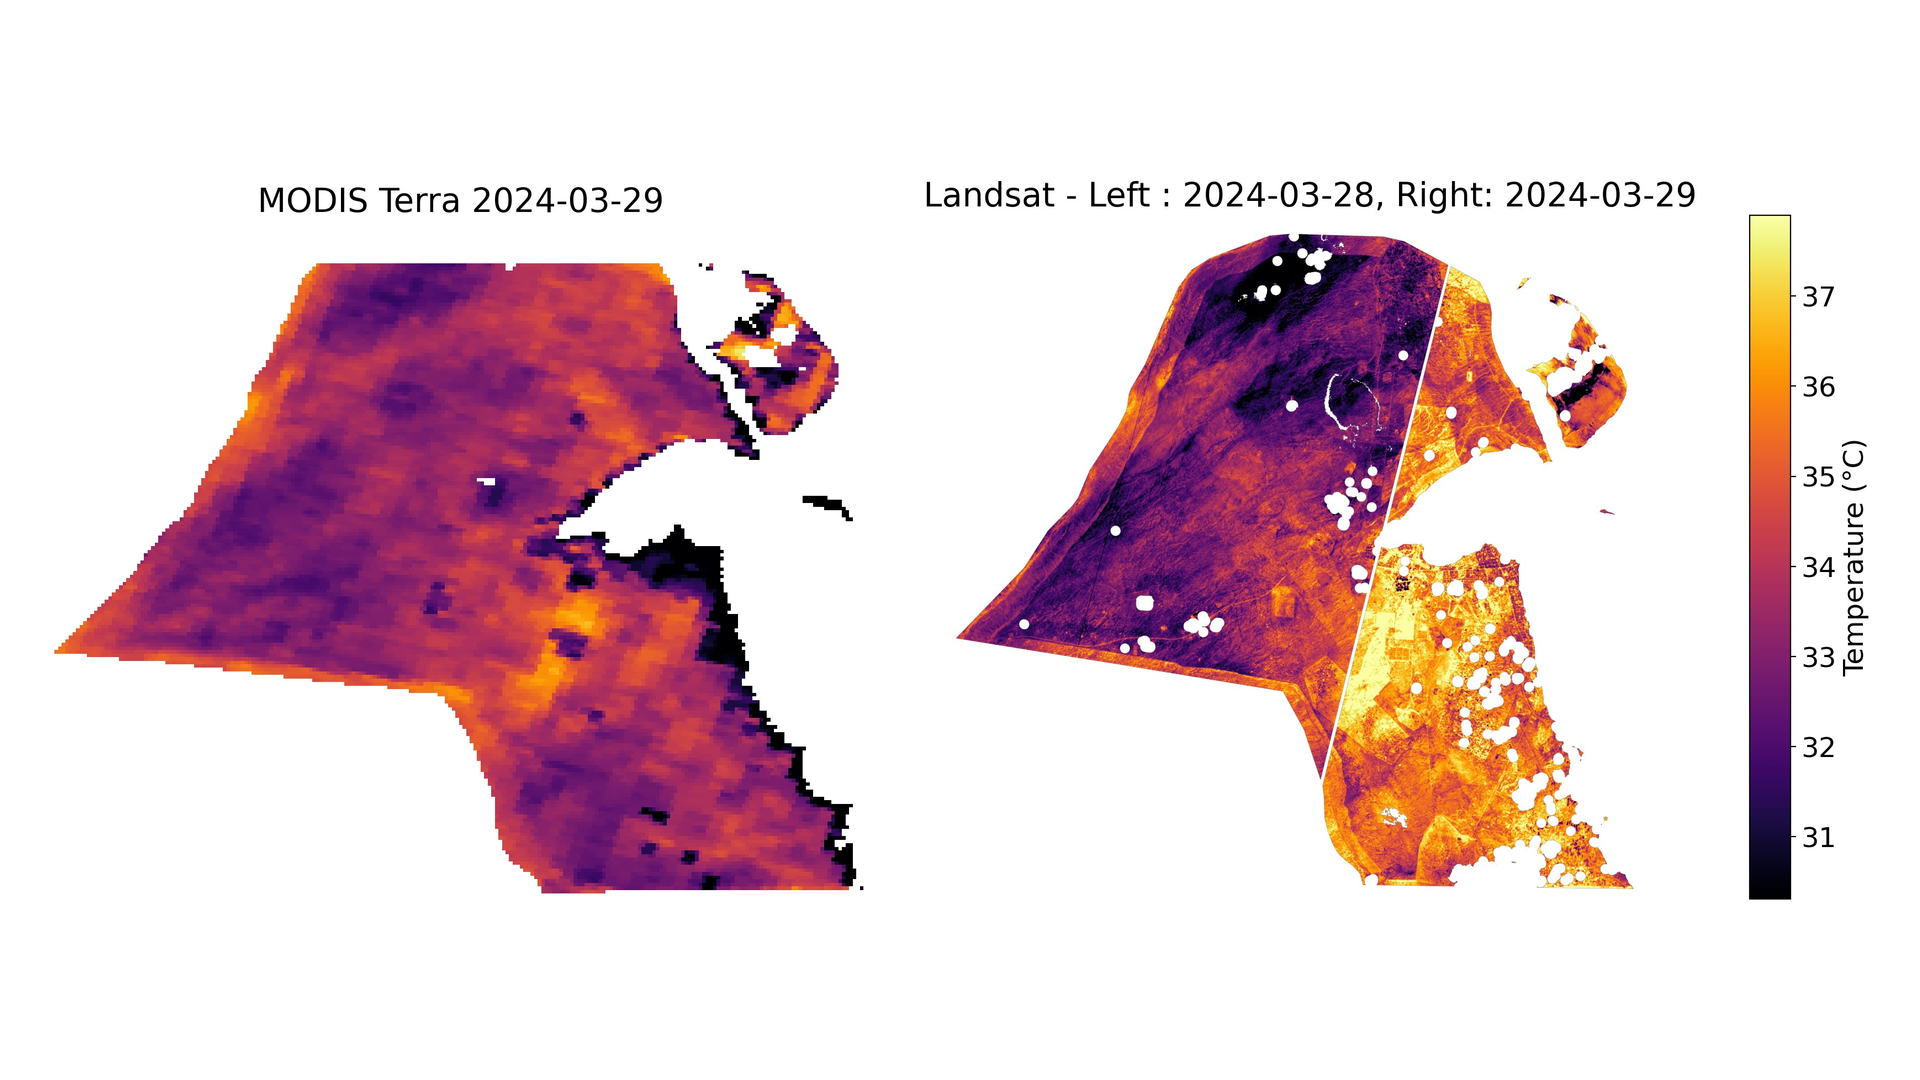 MODIS Terra 2024-03-29
Landsat - Left : 2024-03-28, Right: 2024-03-29
37
36
35
34
33
32
31
Temperature (°C)